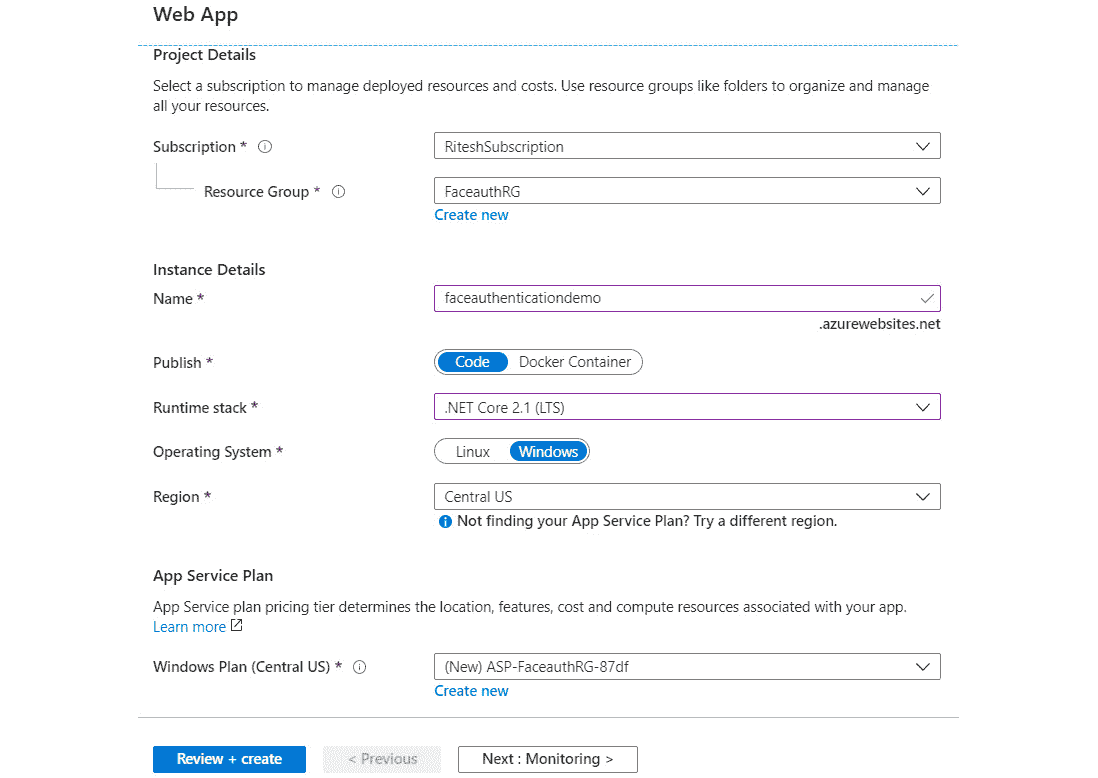 Web App
Project Details
Select a subscription to manage deployed resources and costs. Use resource groups like folders to organize and manage
all your resources.
Subscription * RiteshSubscription
Resource Group * FaceauthRG
Create new
Instance Details
Name * faceauthenticationdemo
.azurewebsites.net
Publish * Code Docker Container
Runtime stack * .NET Core 2.1 (LTS)
Operating System * Linux Windows
Region * Central US
Not finding your App Service Plan? Try a different region.
App Service Plan
App Service plan pricing tier determines the location, features, cost and compute resources associated with your app.
Learn more
Windows Plan (Central US) * (New) ASP-FaceauthRG-87df
Create new
Review + create < Previous Next : Monitoring >